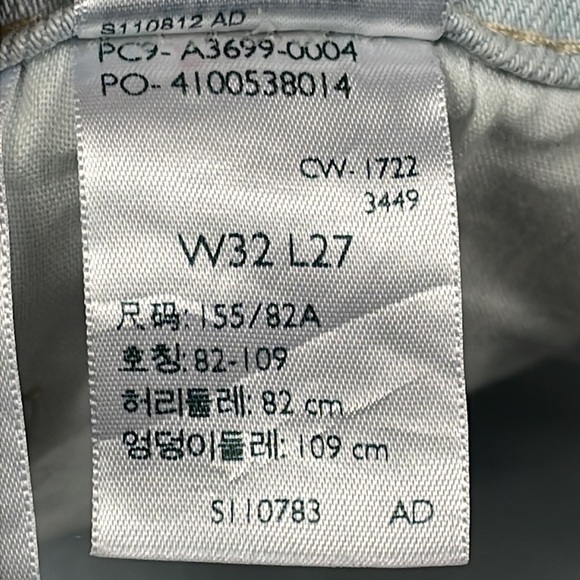 S110812 AD
PC9- A3699-0004
PO- 4100538014
CW- 1722
3449
W32 L27
尺码: 155/82A
호칭: 82-109
허리둘레: 82 cm
엉덩이둘레: 109 cm
S110783 AD